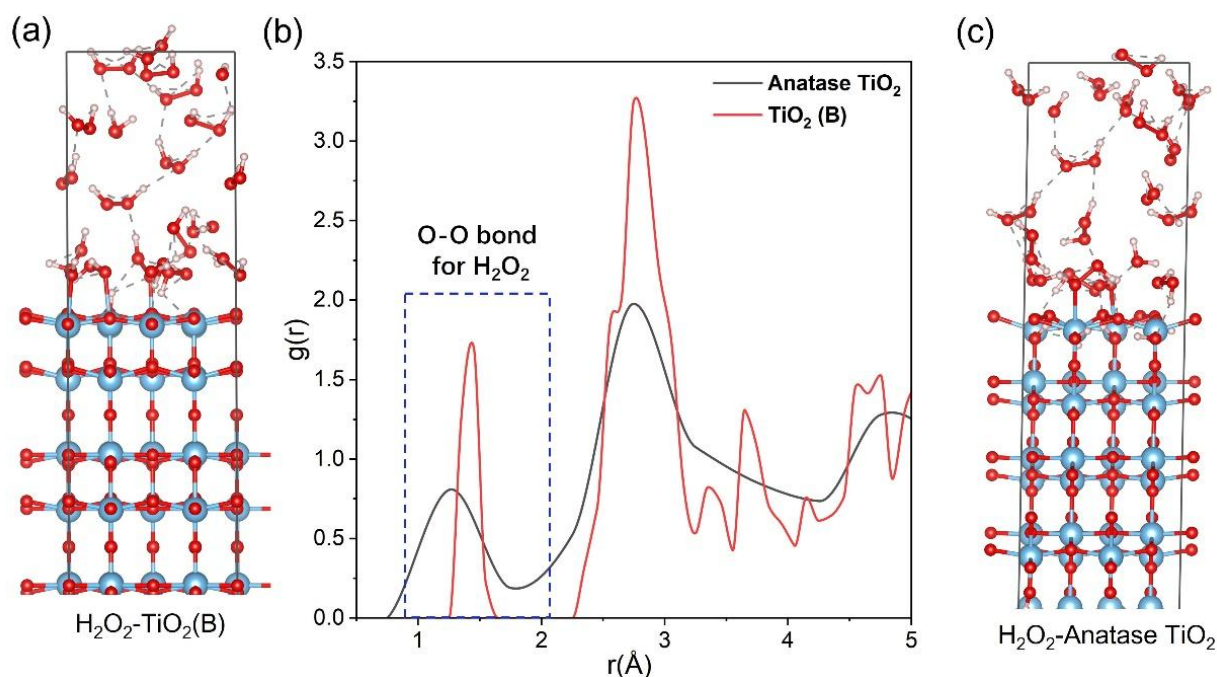 (a)
H₂O₂-TiO₂(B)
(b)
3.5
3.0
2.5
2.0
1.5
1.0
0.5
0.0
g(r)
Anatase TiO₂
TiO₂ (B)
O-O bond
for H₂O₂
1
2
3
4
5
r(Å)
(c)
H₂O₂-Anatase TiO₂